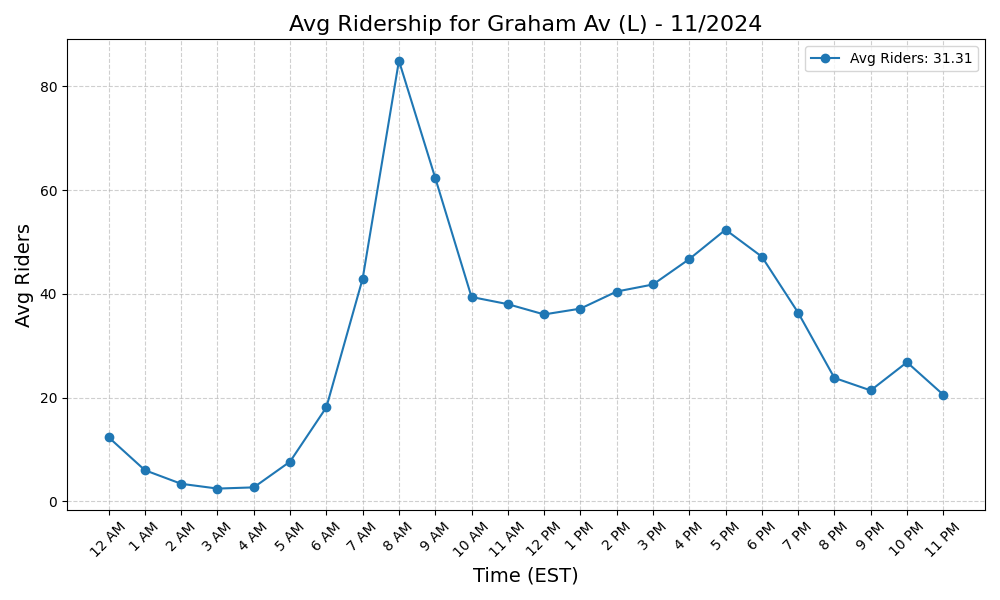 Avg Ridership for Graham Av (L) - 11/2024
Avg Riders: 31.31
Avg Riders
80
60
40
20
0
12 AM
1 AM
2 AM
3 AM
4 AM
5 AM
6 AM
7 AM
8 AM
9 AM
10 AM
11 AM
12 PM
1 PM
2 PM
3 PM
4 PM
5 PM
6 PM
7 PM
8 PM
9 PM
10 PM
11 PM
Time (EST)